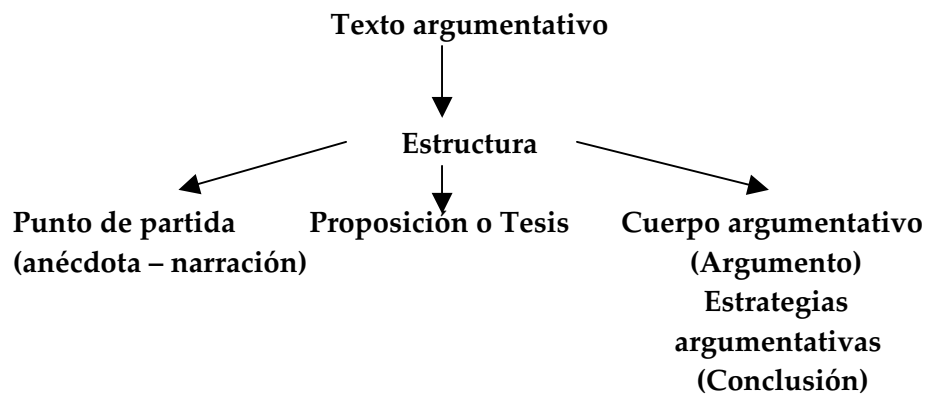 Texto argumentativo
Estructura
Punto de partida
(anécdota – narración)
Proposición o Tesis
Cuerpo argumentativo
(Argumento)
Estrategias
argumentativas
(Conclusión)